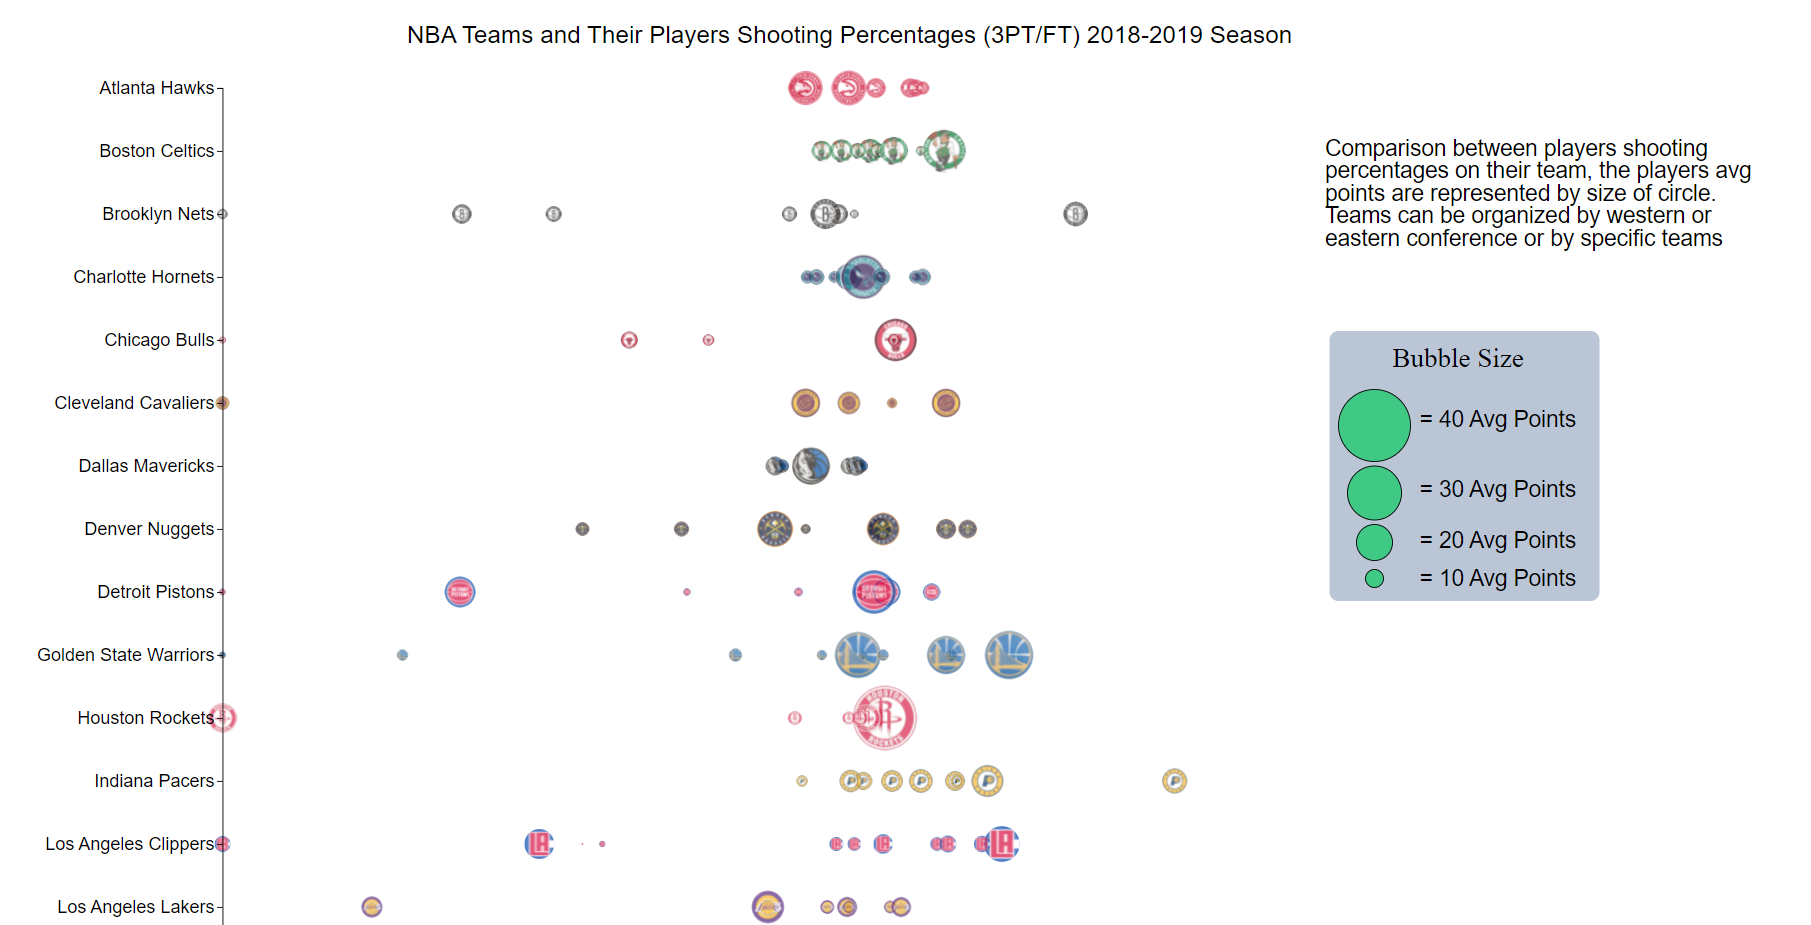 NBA Teams and Their Players Shooting Percentages (3PT/FT) 2018-2019 Season
Atlanta Hawks
Boston Celtics
Brooklyn Nets
Charlotte Hornets
Chicago Bulls
Cleveland Cavaliers
Dallas Mavericks
Denver Nuggets
Detroit Pistons
Golden State Warriors
Houston Rockets
Indiana Pacers
Los Angeles Clippers
Los Angeles Lakers
Comparison between players shooting
percentages on their team, the players avg
points are represented by size of circle.
Teams can be organized by western or
eastern conference or by specific teams
Bubble Size
= 40 Avg Points
= 30 Avg Points
= 20 Avg Points
= 10 Avg Points